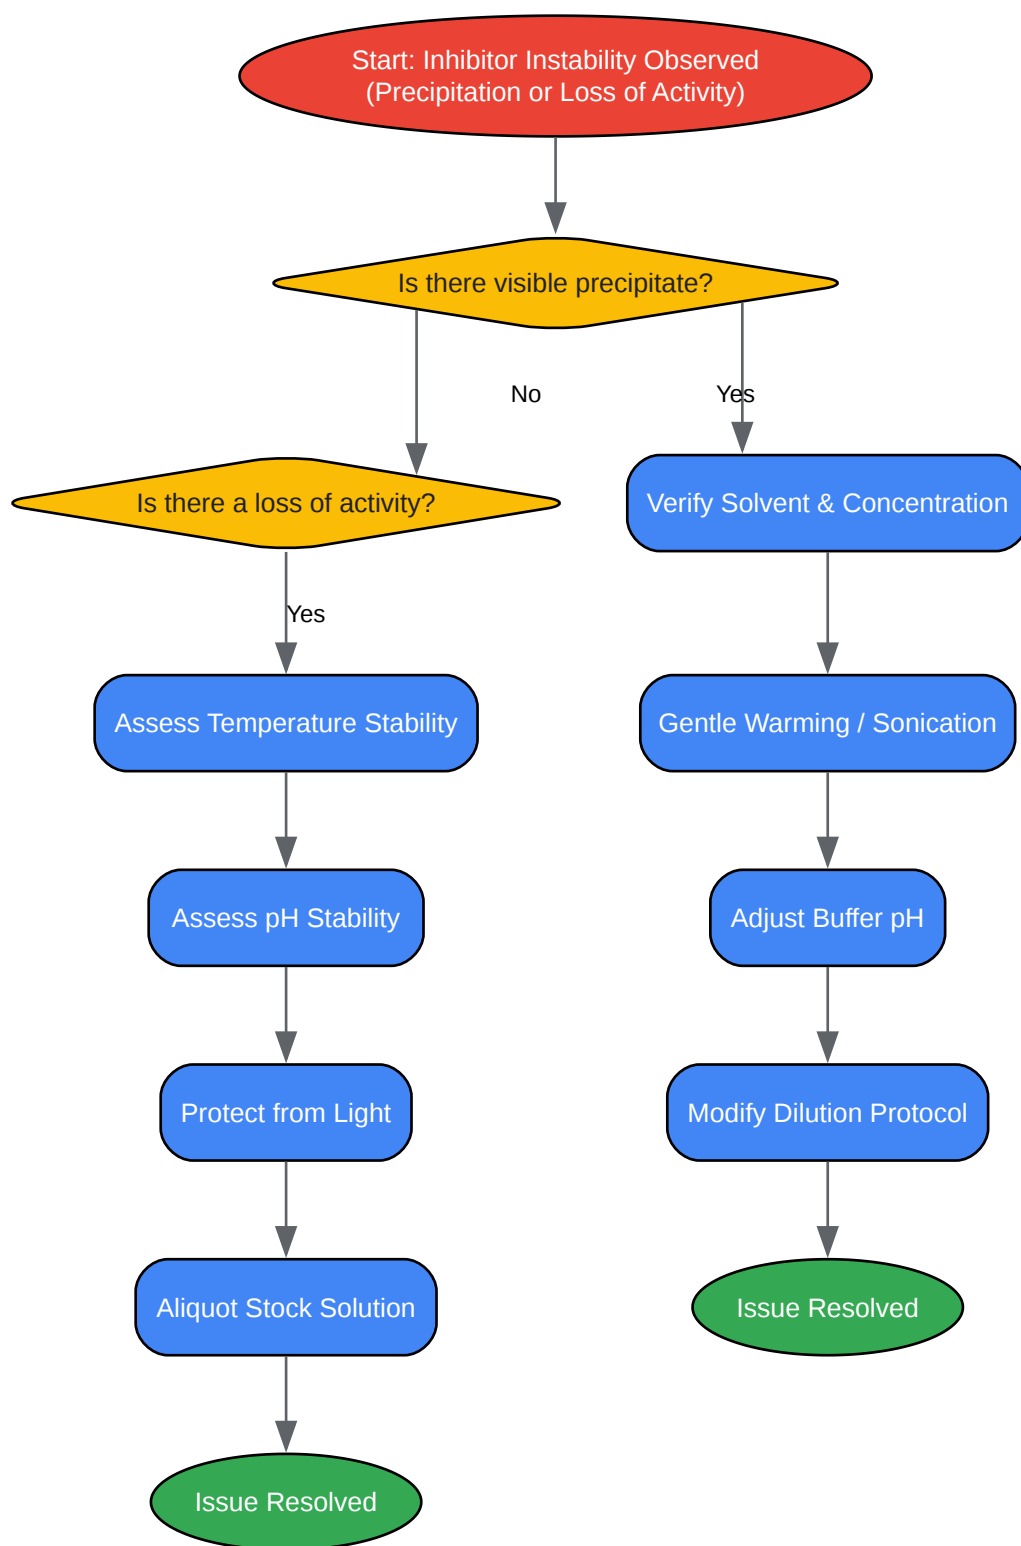 Start: Inhibitor Instability Observed
(Precipitation or Loss of Activity)
Is there visible precipitate?
No
Yes
Is there a loss of activity?
Verify Solvent & Concentration
Yes
Assess Temperature Stability
Gentle Warming / Sonication
Assess pH Stability
Adjust Buffer pH
Protect from Light
Modify Dilution Protocol
Aliquot Stock Solution
Issue Resolved
Issue Resolved